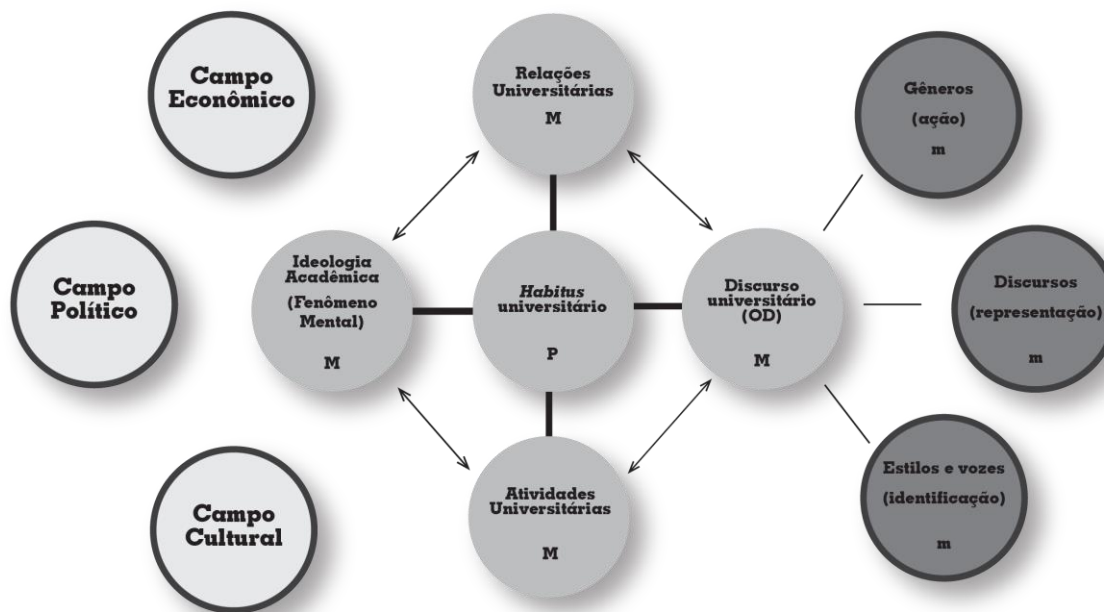 Campo
Econômico
Relações
Universitárias
M
Gêneros
(ação)
m
Campo
Político
Ideologia
Acadêmica
(Fenômeno
Mental)
M
Habitus
universitário
P
Discurso
universitário
(OD)
M
Discursos
(representação)
m
Campo
Cultural
Atividades
Universitárias
M
Estilos e vozes
(identificação)
m